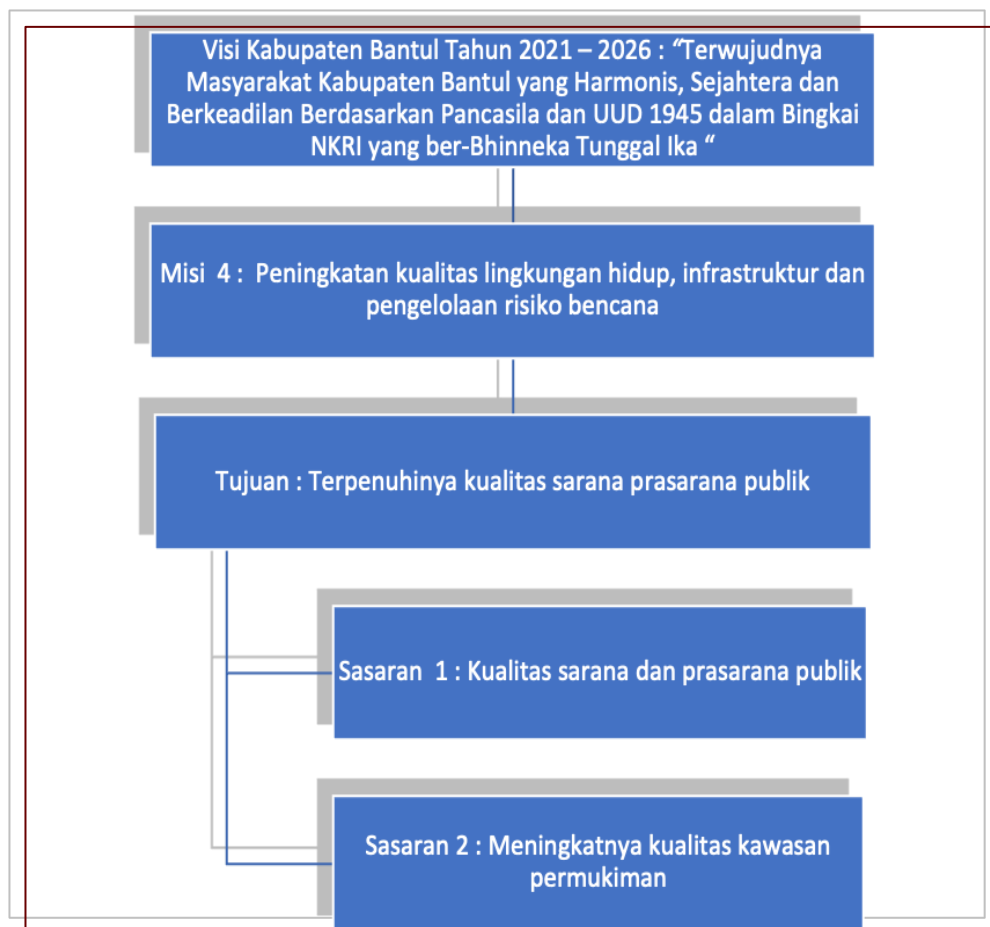 Visi Kabupaten Bantul Tahun 2021 – 2026 : “Terwujudnya
Masyarakat Kabupaten Bantul yang Harmonis, Sejahtera dan
Berkeadilan Berdasarkan Pancasila dan UUD 1945 dalam Bingkai
NKRI yang ber-Bhinneka Tunggal Ika “
Misi 4 : Peningkatan kualitas lingkungan hidup, infrastruktur dan
pengelolaan risiko bencana
Tujuan : Terpenuhinya kualitas sarana prasarana publik
Sasaran 1 : Kualitas sarana dan prasarana publik
Sasaran 2 : Meningkatnya kualitas kawasan
permukiman